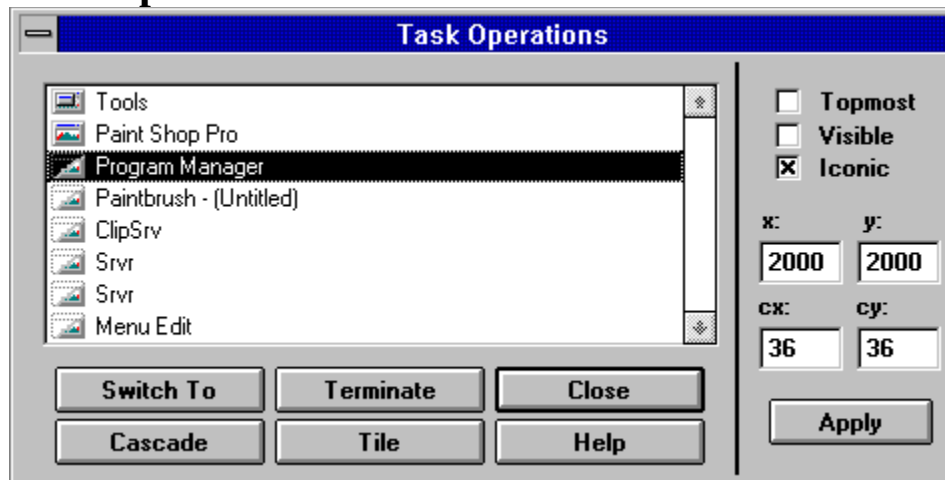 Task Operations
Tools
Paint Shop Pro
Program Manager
Paintbrush - (Untitled)
ClipSrv
Srvr
Srvr
Menu Edit
Switch To Terminate Close
Cascade Tile Help
Topmost
Visible
Iconic
x: y:
2000 2000
cx: cy:
36 36
Apply